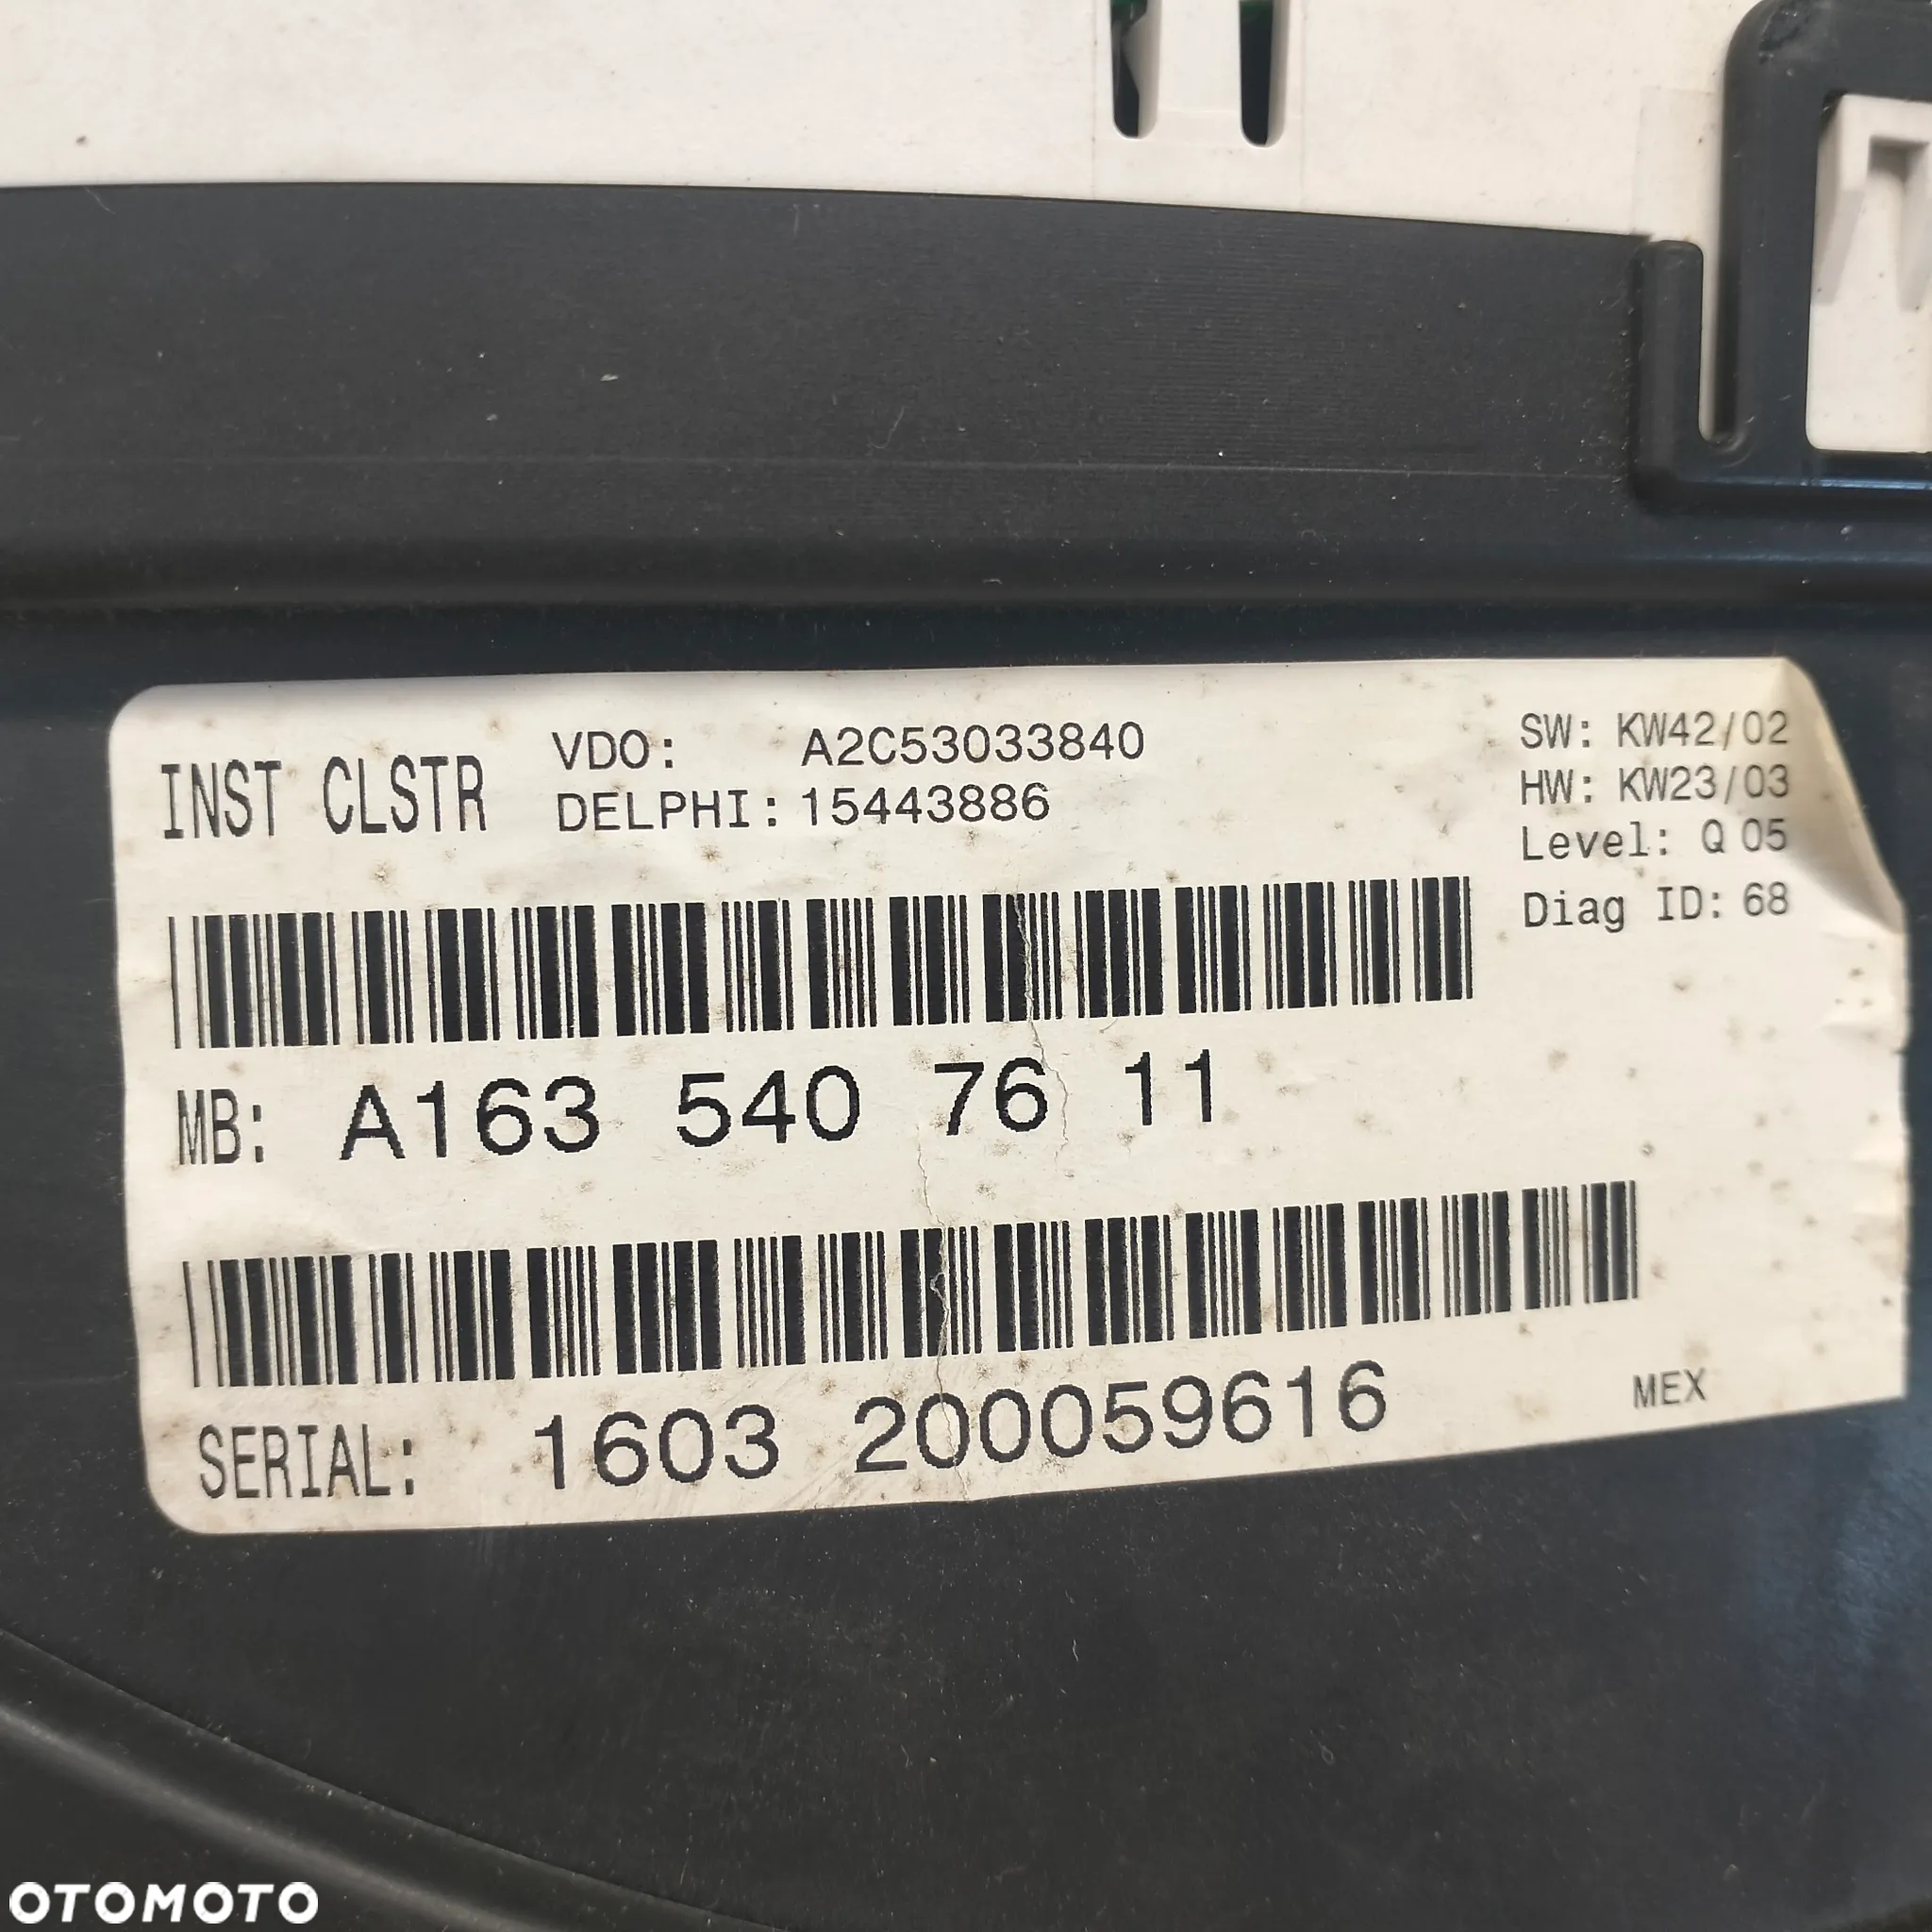 INST CLSTR
VDO: A2C53033840
DELPHI: 15443886
SW: KW42/02
HW: KW23/03
Level: Q 05
Diag ID: 68
MB: A163 540 76 11
SERIAL: 1603 200059616
MEX
OTOMOTO